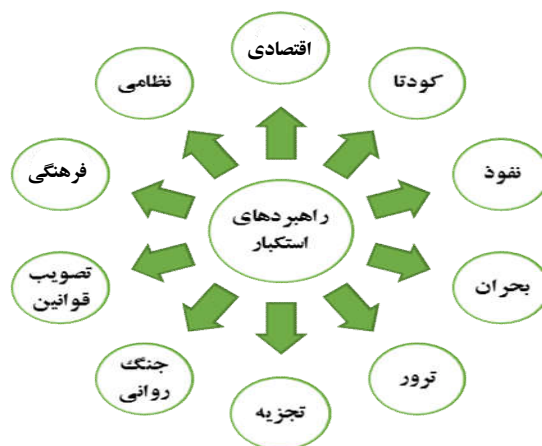 اقتصادی
کودتا
نفوذ
بحران
ترور
تجزیه
جنگ
روانی
تصویب
قوانین
فرهنگی
نظامی
راهبردهای
استکبار